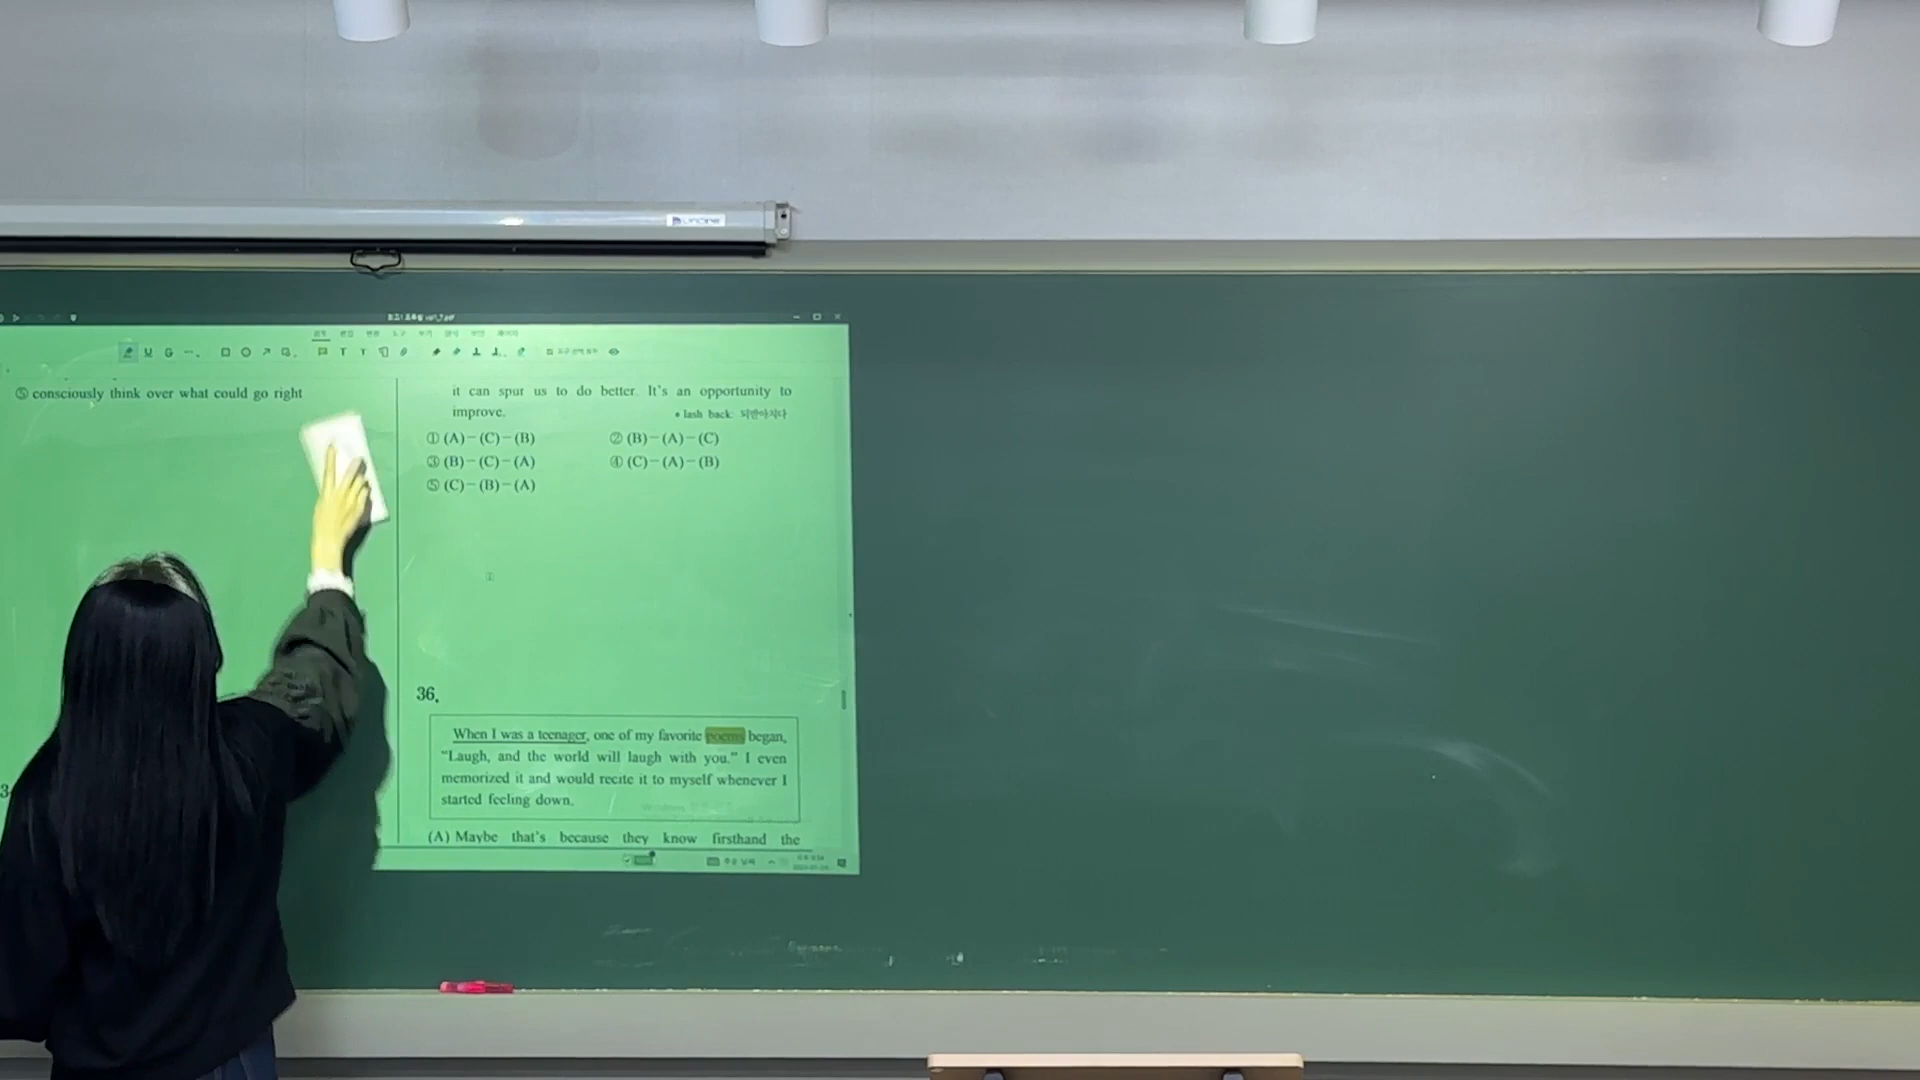 ⑤ consciously think over what could go right
it can spur us to do better. It's an opportunity to
improve.
* lash back: 되받아치다
① (A)－(C)－(B)
② (B)－(A)－(C)
③ (B)－(C)－(A)
④ (C)－(A)－(B)
⑤ (C)－(B)－(A)
36.
When I was a teenager, one of my favorite poems began,
“Laugh, and the world will laugh with you.” I even
memorized it and would recite it to myself whenever I
started feeling down.
(A) Maybe that's because they know firsthand the